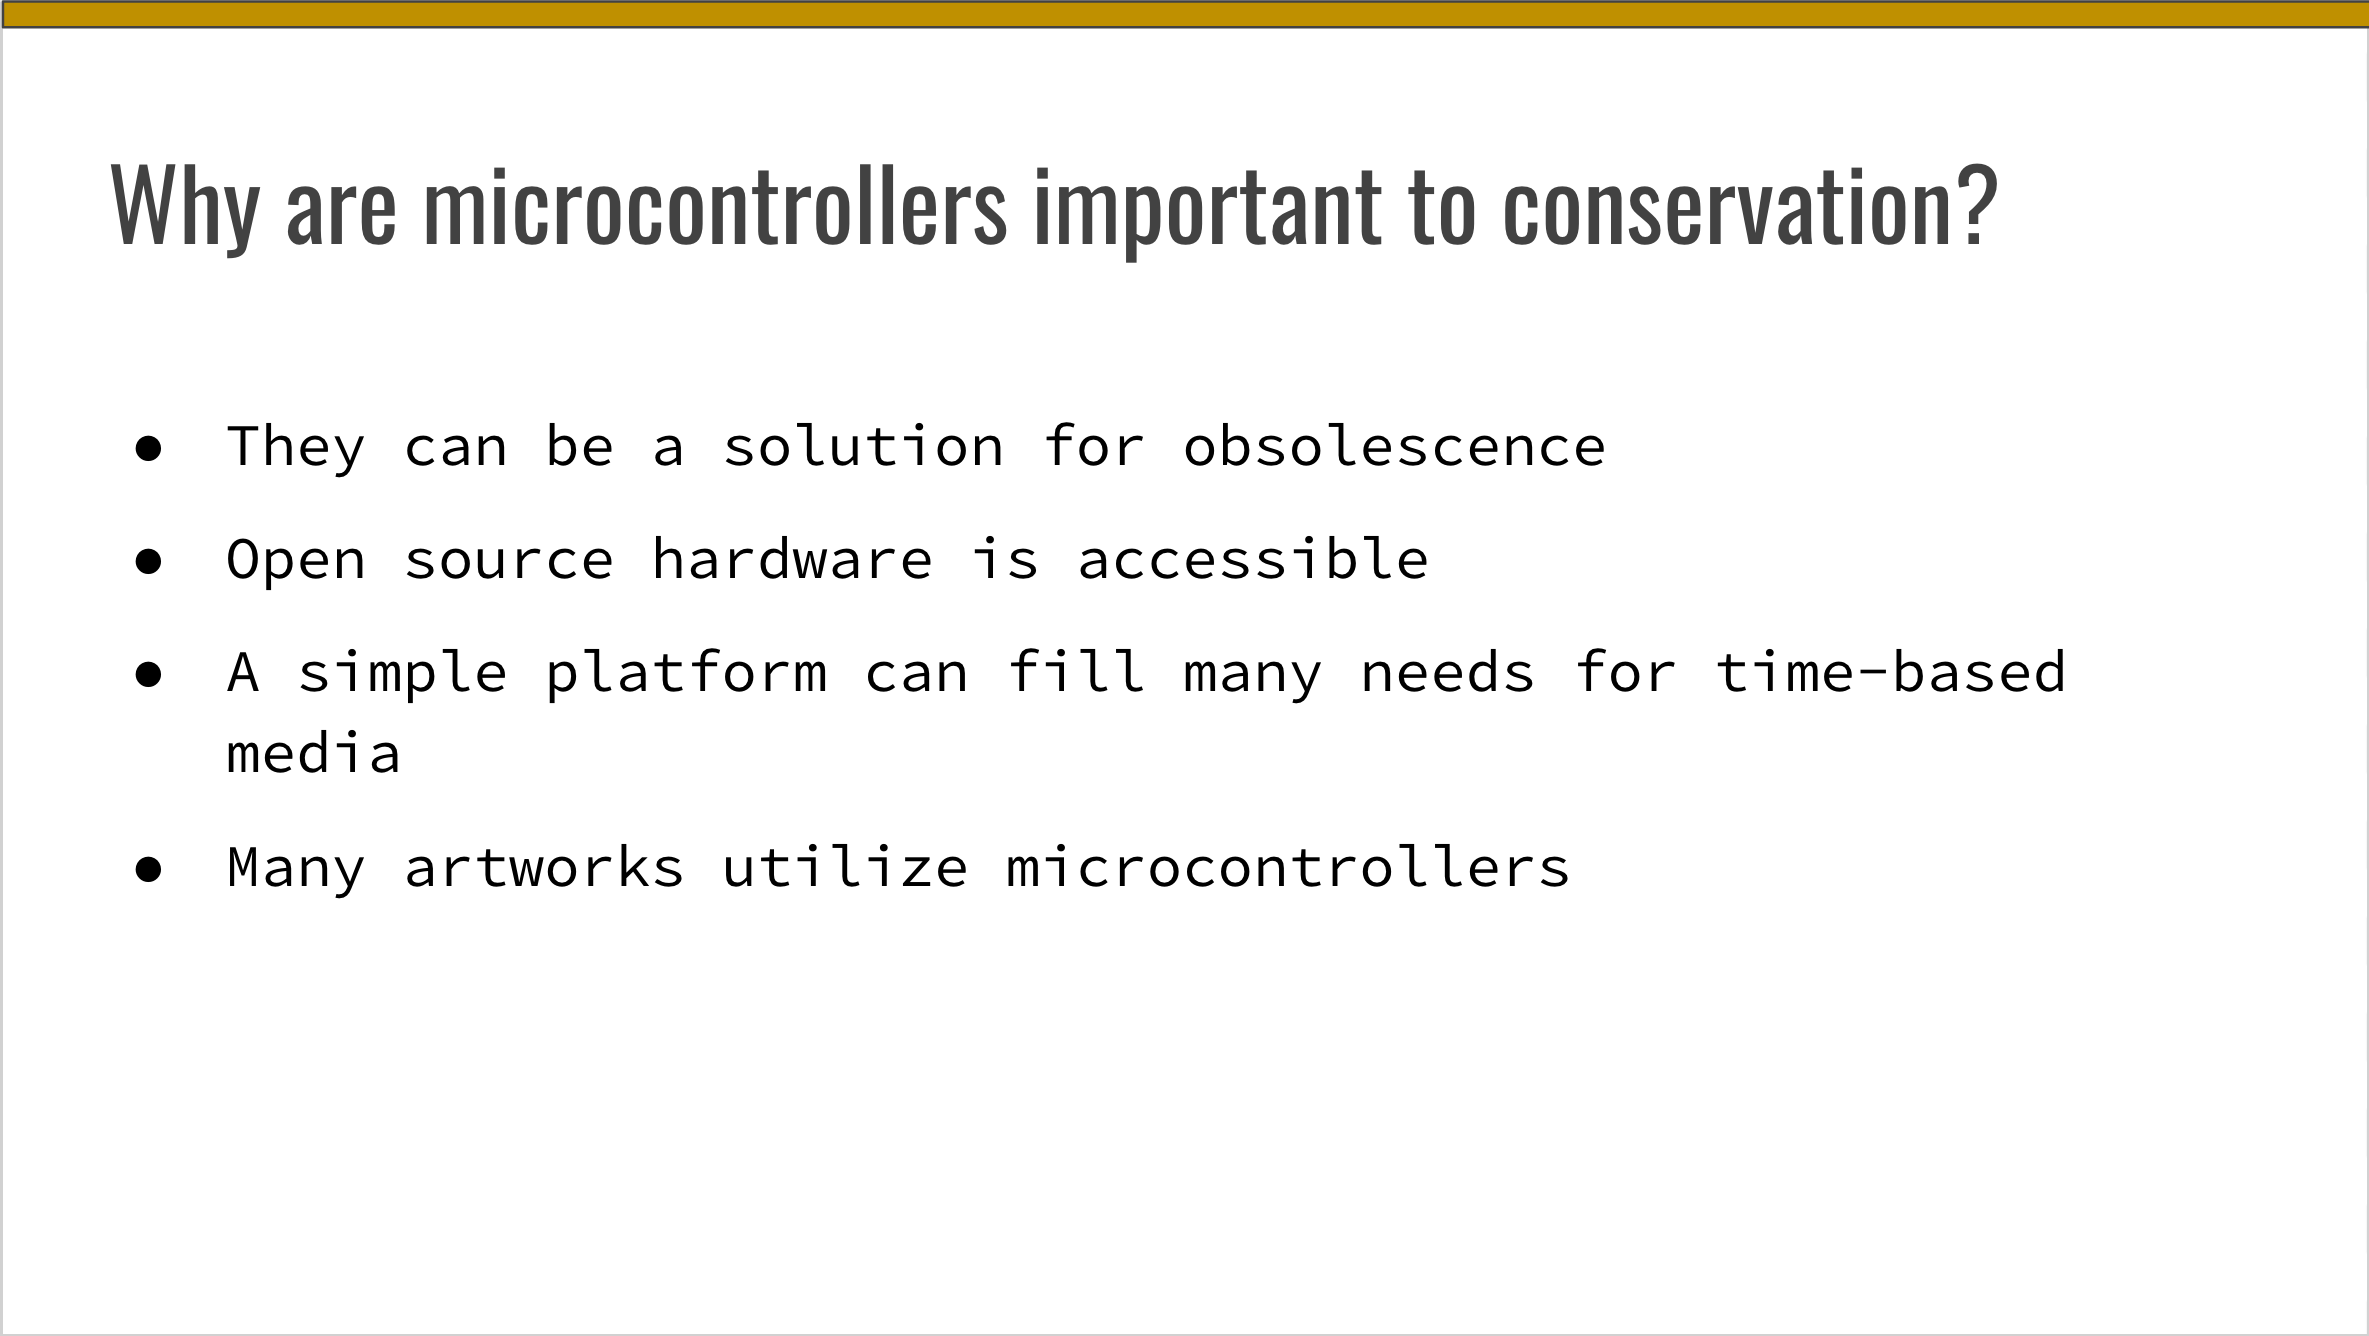 Why are microcontrollers important to conservation?
● They can be a solution for obsolescence
● Open source hardware is accessible
● A simple platform can fill many needs for time-based
media
● Many artworks utilize microcontrollers